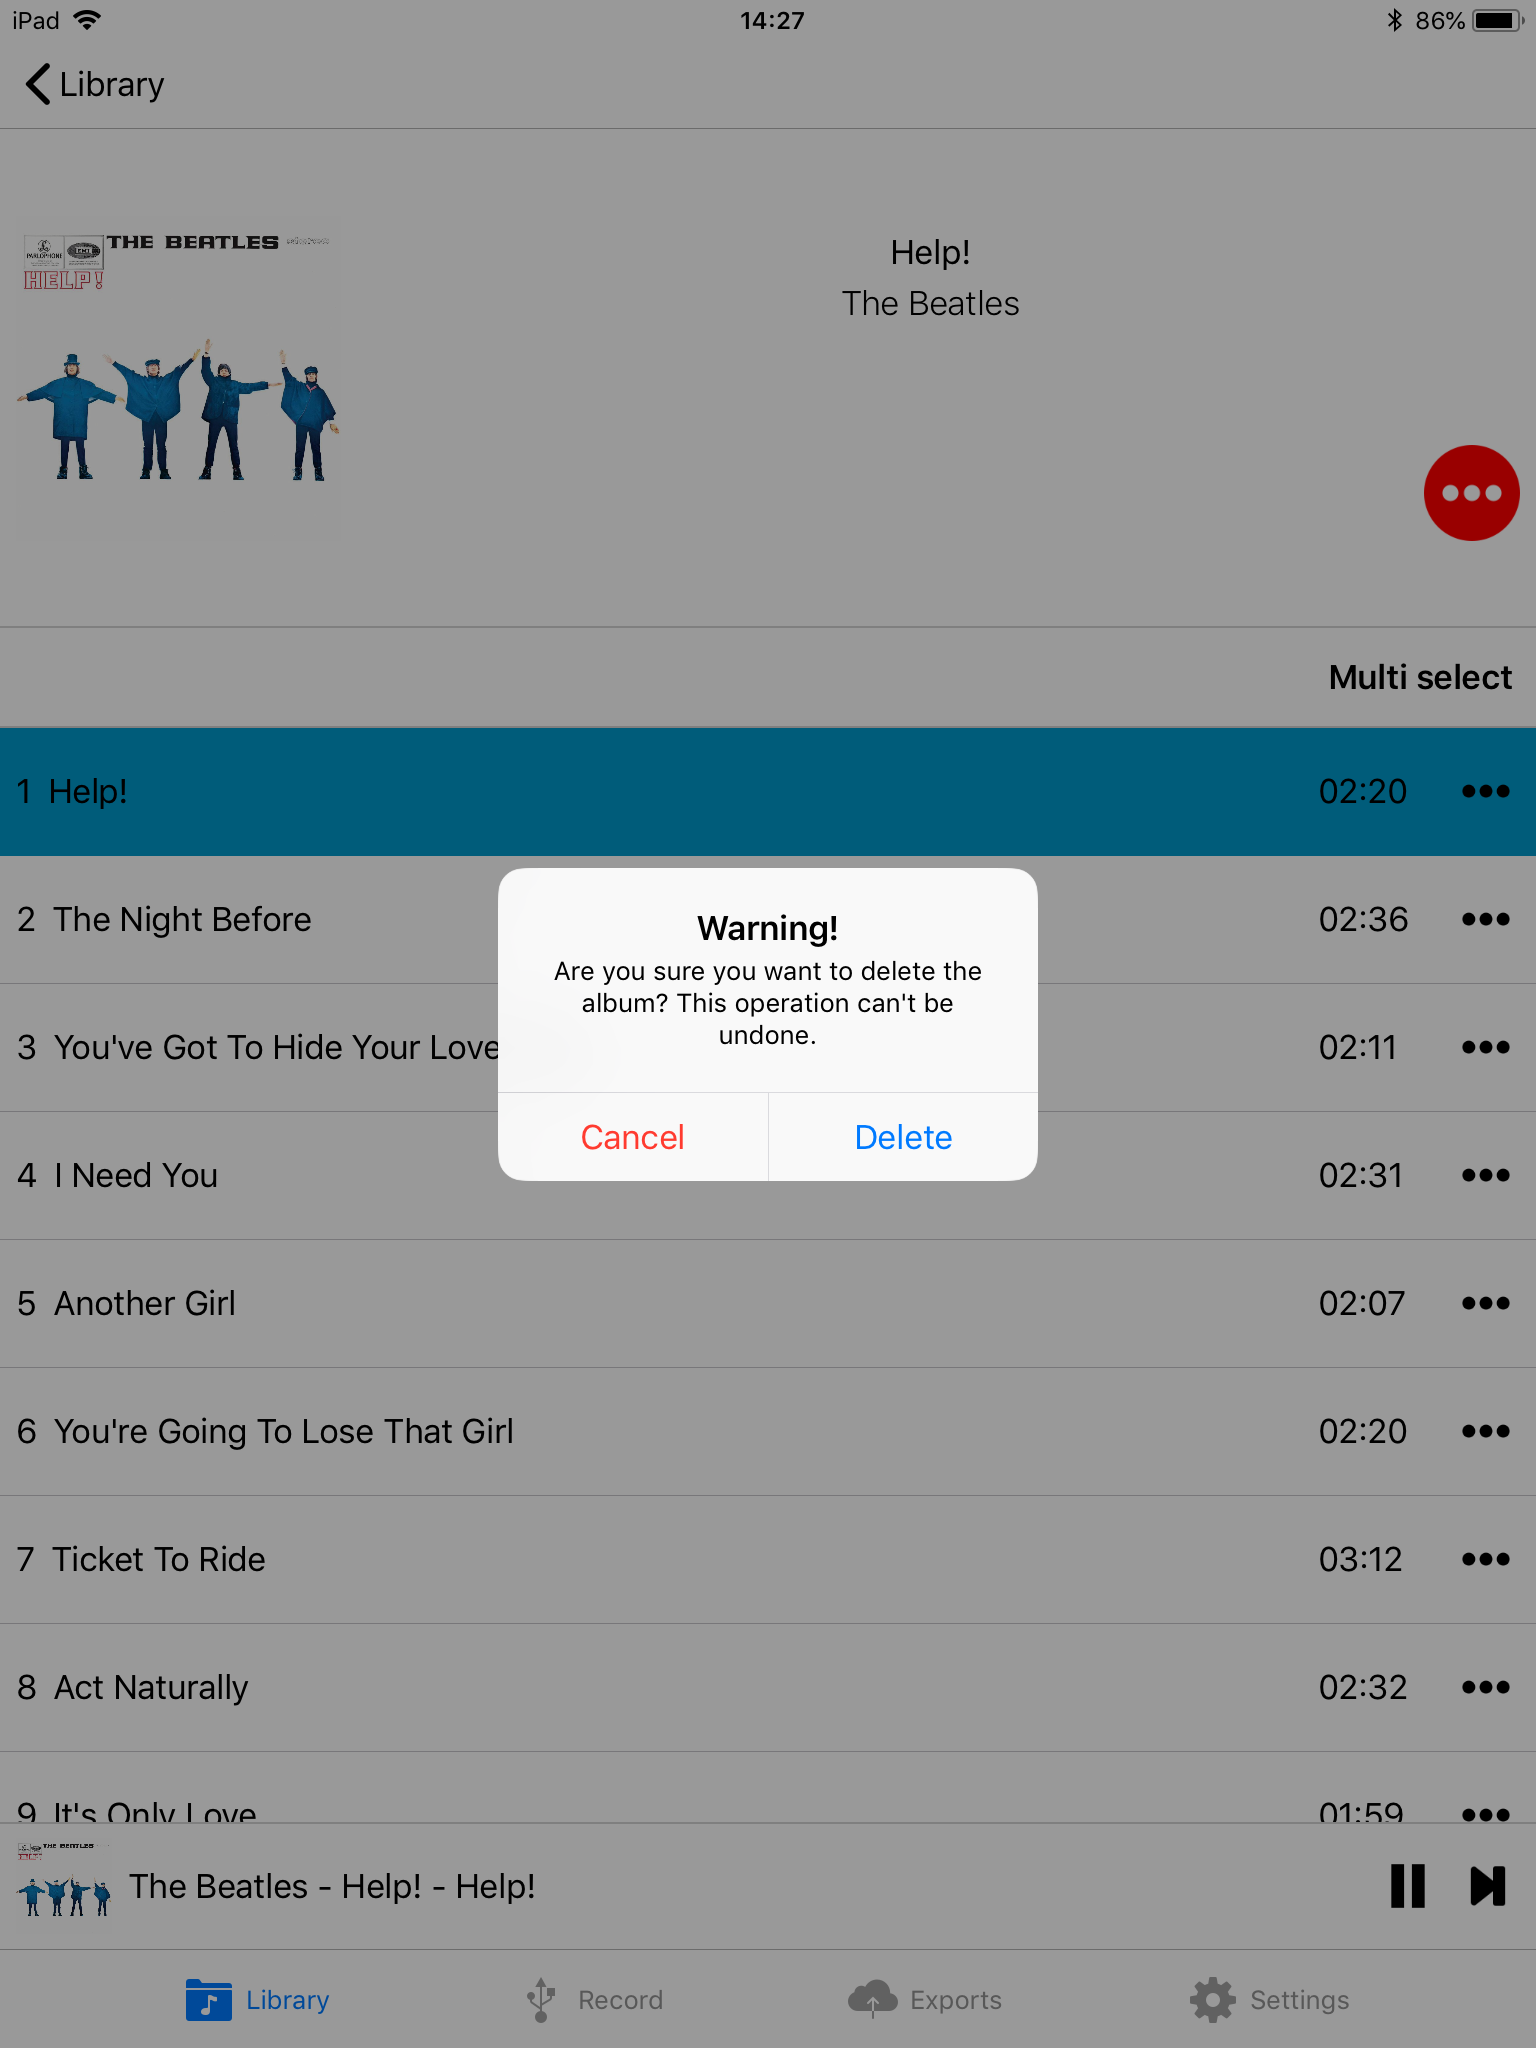 iPad 14:27 86%
Library
PARLOPHONE EMI THE BEATLES
HELP!
Help!
The Beatles
Multi select
1 Help! 02:20
2 The Night Before 02:36
3 You've Got To Hide Your Love 02:11
4 I Need You 02:31
5 Another Girl 02:07
6 You're Going To Lose That Girl 02:20
7 Ticket To Ride 03:12
8 Act Naturally 02:32
9 It's Only Love 01:59
Warning!
Are you sure you want to delete the
album? This operation can't be
undone.
Cancel Delete
THE BEATLES
HELP!
The Beatles - Help! - Help!
Library Record Exports Settings